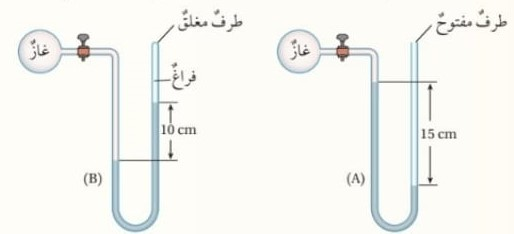 طرفٌ مفتوحٌ
غازٌ
15 cm
(A)
طرفٌ مغلقٌ
غازٌ
فراغٌ
10 cm
(B)